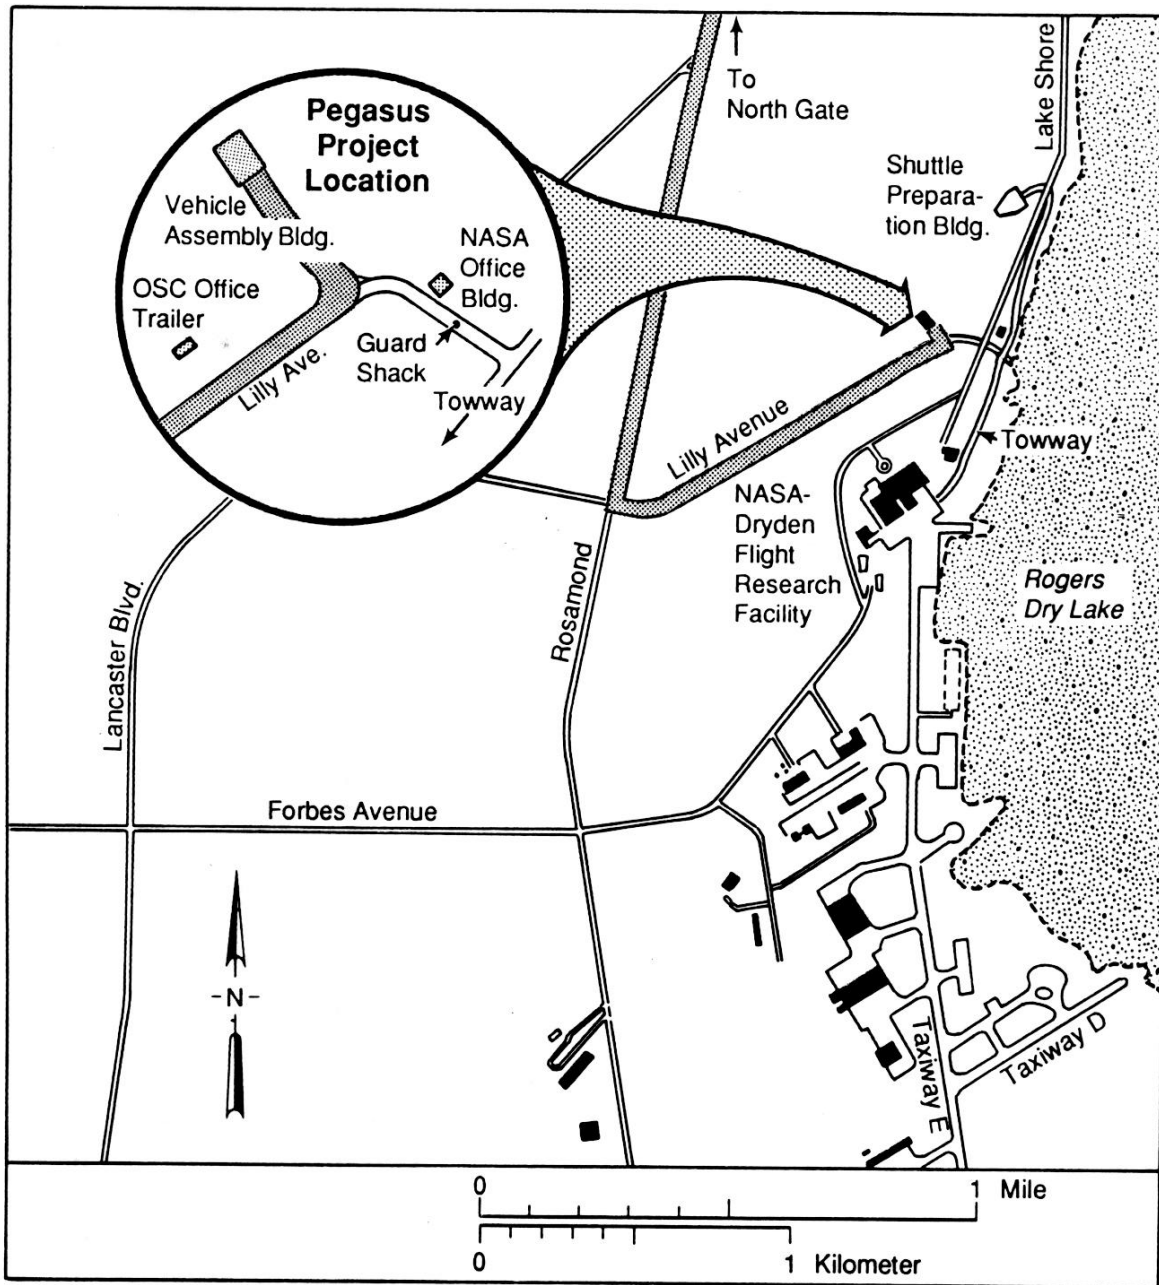 Pegasus
Project
Location
Vehicle
Assembly Bldg.
NASA
Office
Bldg.
OSC Office
Trailer
Guard
Shack
Lilly Ave.
Towway
To
North Gate
Lake Shore
Shuttle
Prepara-
tion Bldg.
Lilly Avenue
Towway
NASA-
Dryden
Flight
Research
Facility
Rogers
Dry Lake
Lancaster Blvd.
Rosamond
Forbes Avenue
-N-
Taxiway E
Taxiway D
0 1 Mile
0 1 Kilometer